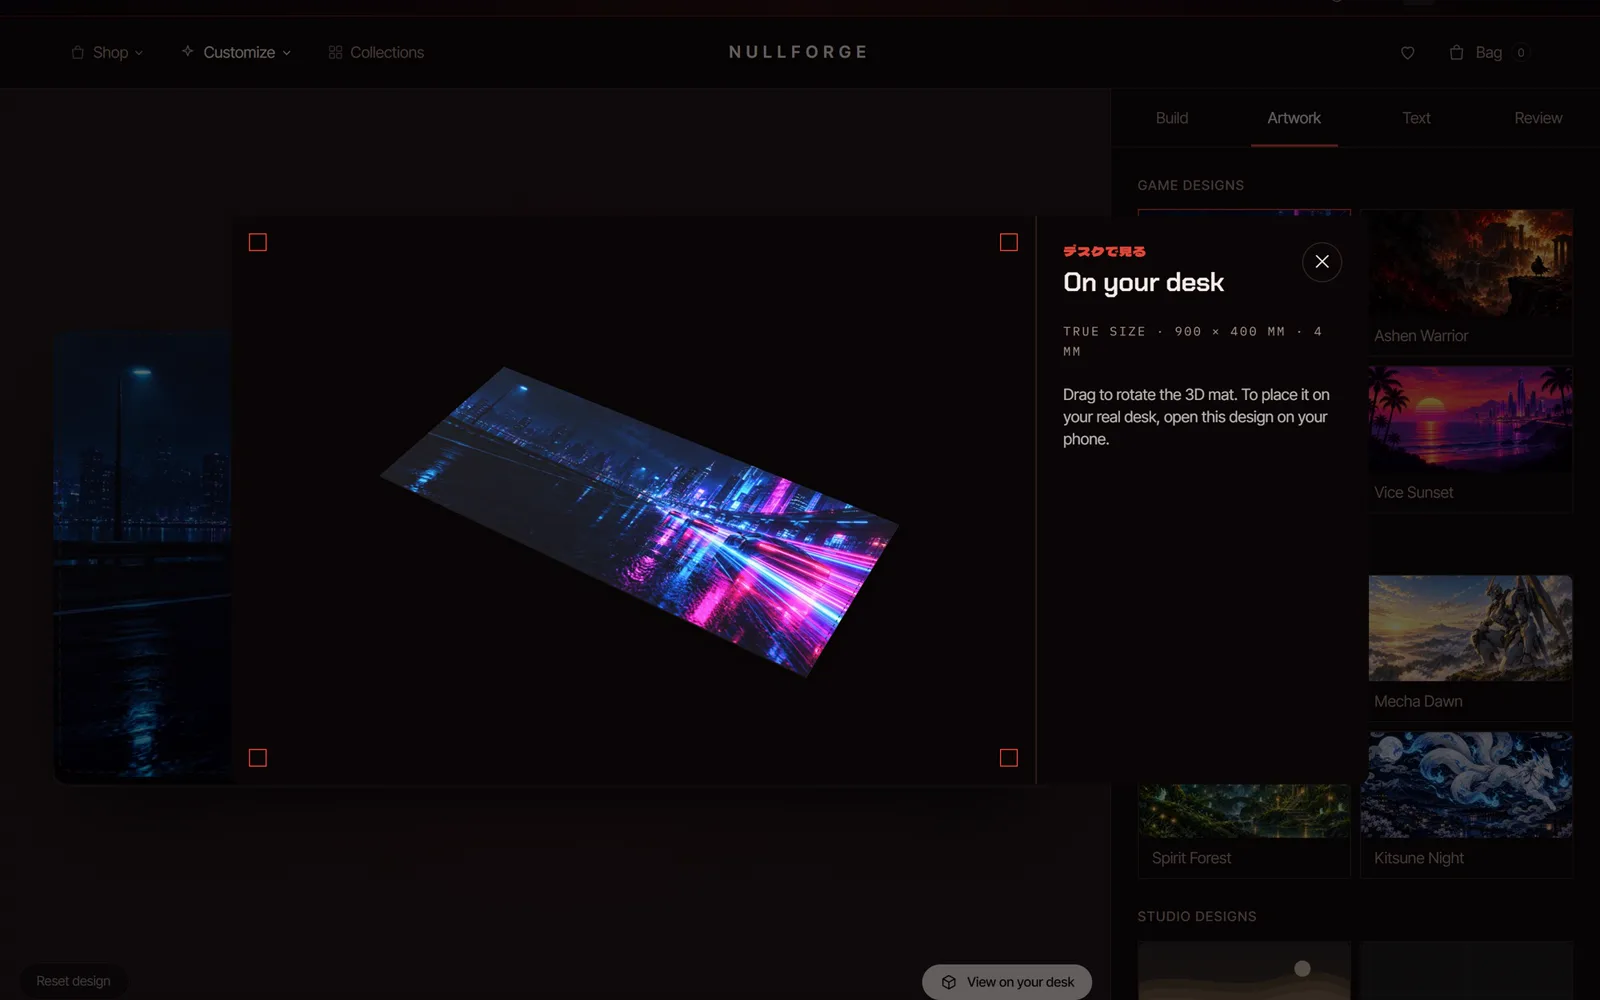 Shop
Customize
Collections
NULLFORGE
Bag
0
Build
Artwork
Text
Review
GAME DESIGNS
デスクで見る
On your desk
TRUE SIZE · 900 × 400 MM · 4
MM
Drag to rotate the 3D mat. To place it on
your real desk, open this design on your
phone.
Ashen Warrior
Vice Sunset
Mecha Dawn
Spirit Forest
Kitsune Night
STUDIO DESIGNS
Reset design
View on your desk